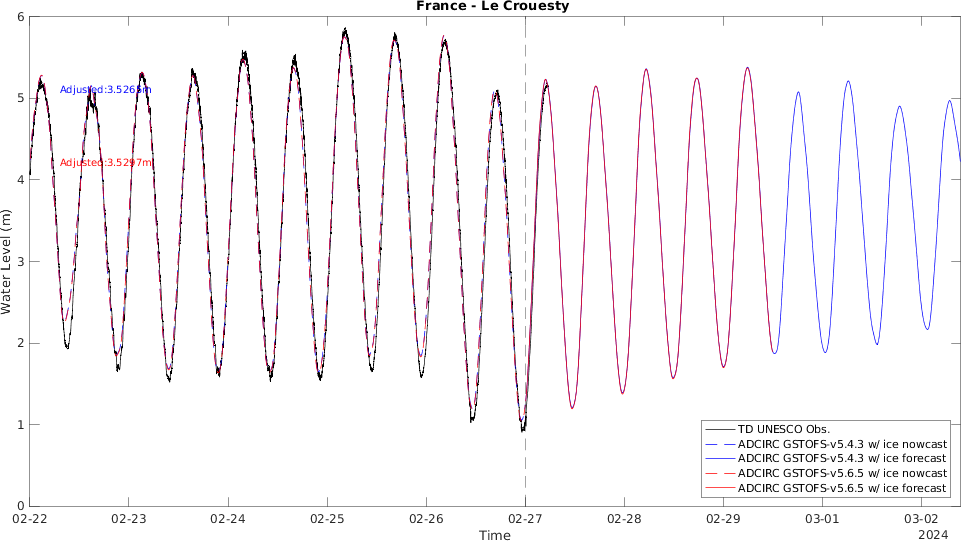 France - Le Crouesty
6
5
4
3
2
1
0
Water Level (m)
Adjusted:3.5265m
Adjusted:3.5297m
TD UNESCO Obs.
ADCIRC GSTOFS-v5.4.3 w/ ice nowcast
ADCIRC GSTOFS-v5.4.3 w/ ice forecast
ADCIRC GSTOFS-v5.6.5 w/ ice nowcast
ADCIRC GSTOFS-v5.6.5 w/ ice forecast
02-22 02-23 02-24 02-25 02-26 02-27 02-28 02-29 03-01 03-02
Time
2024